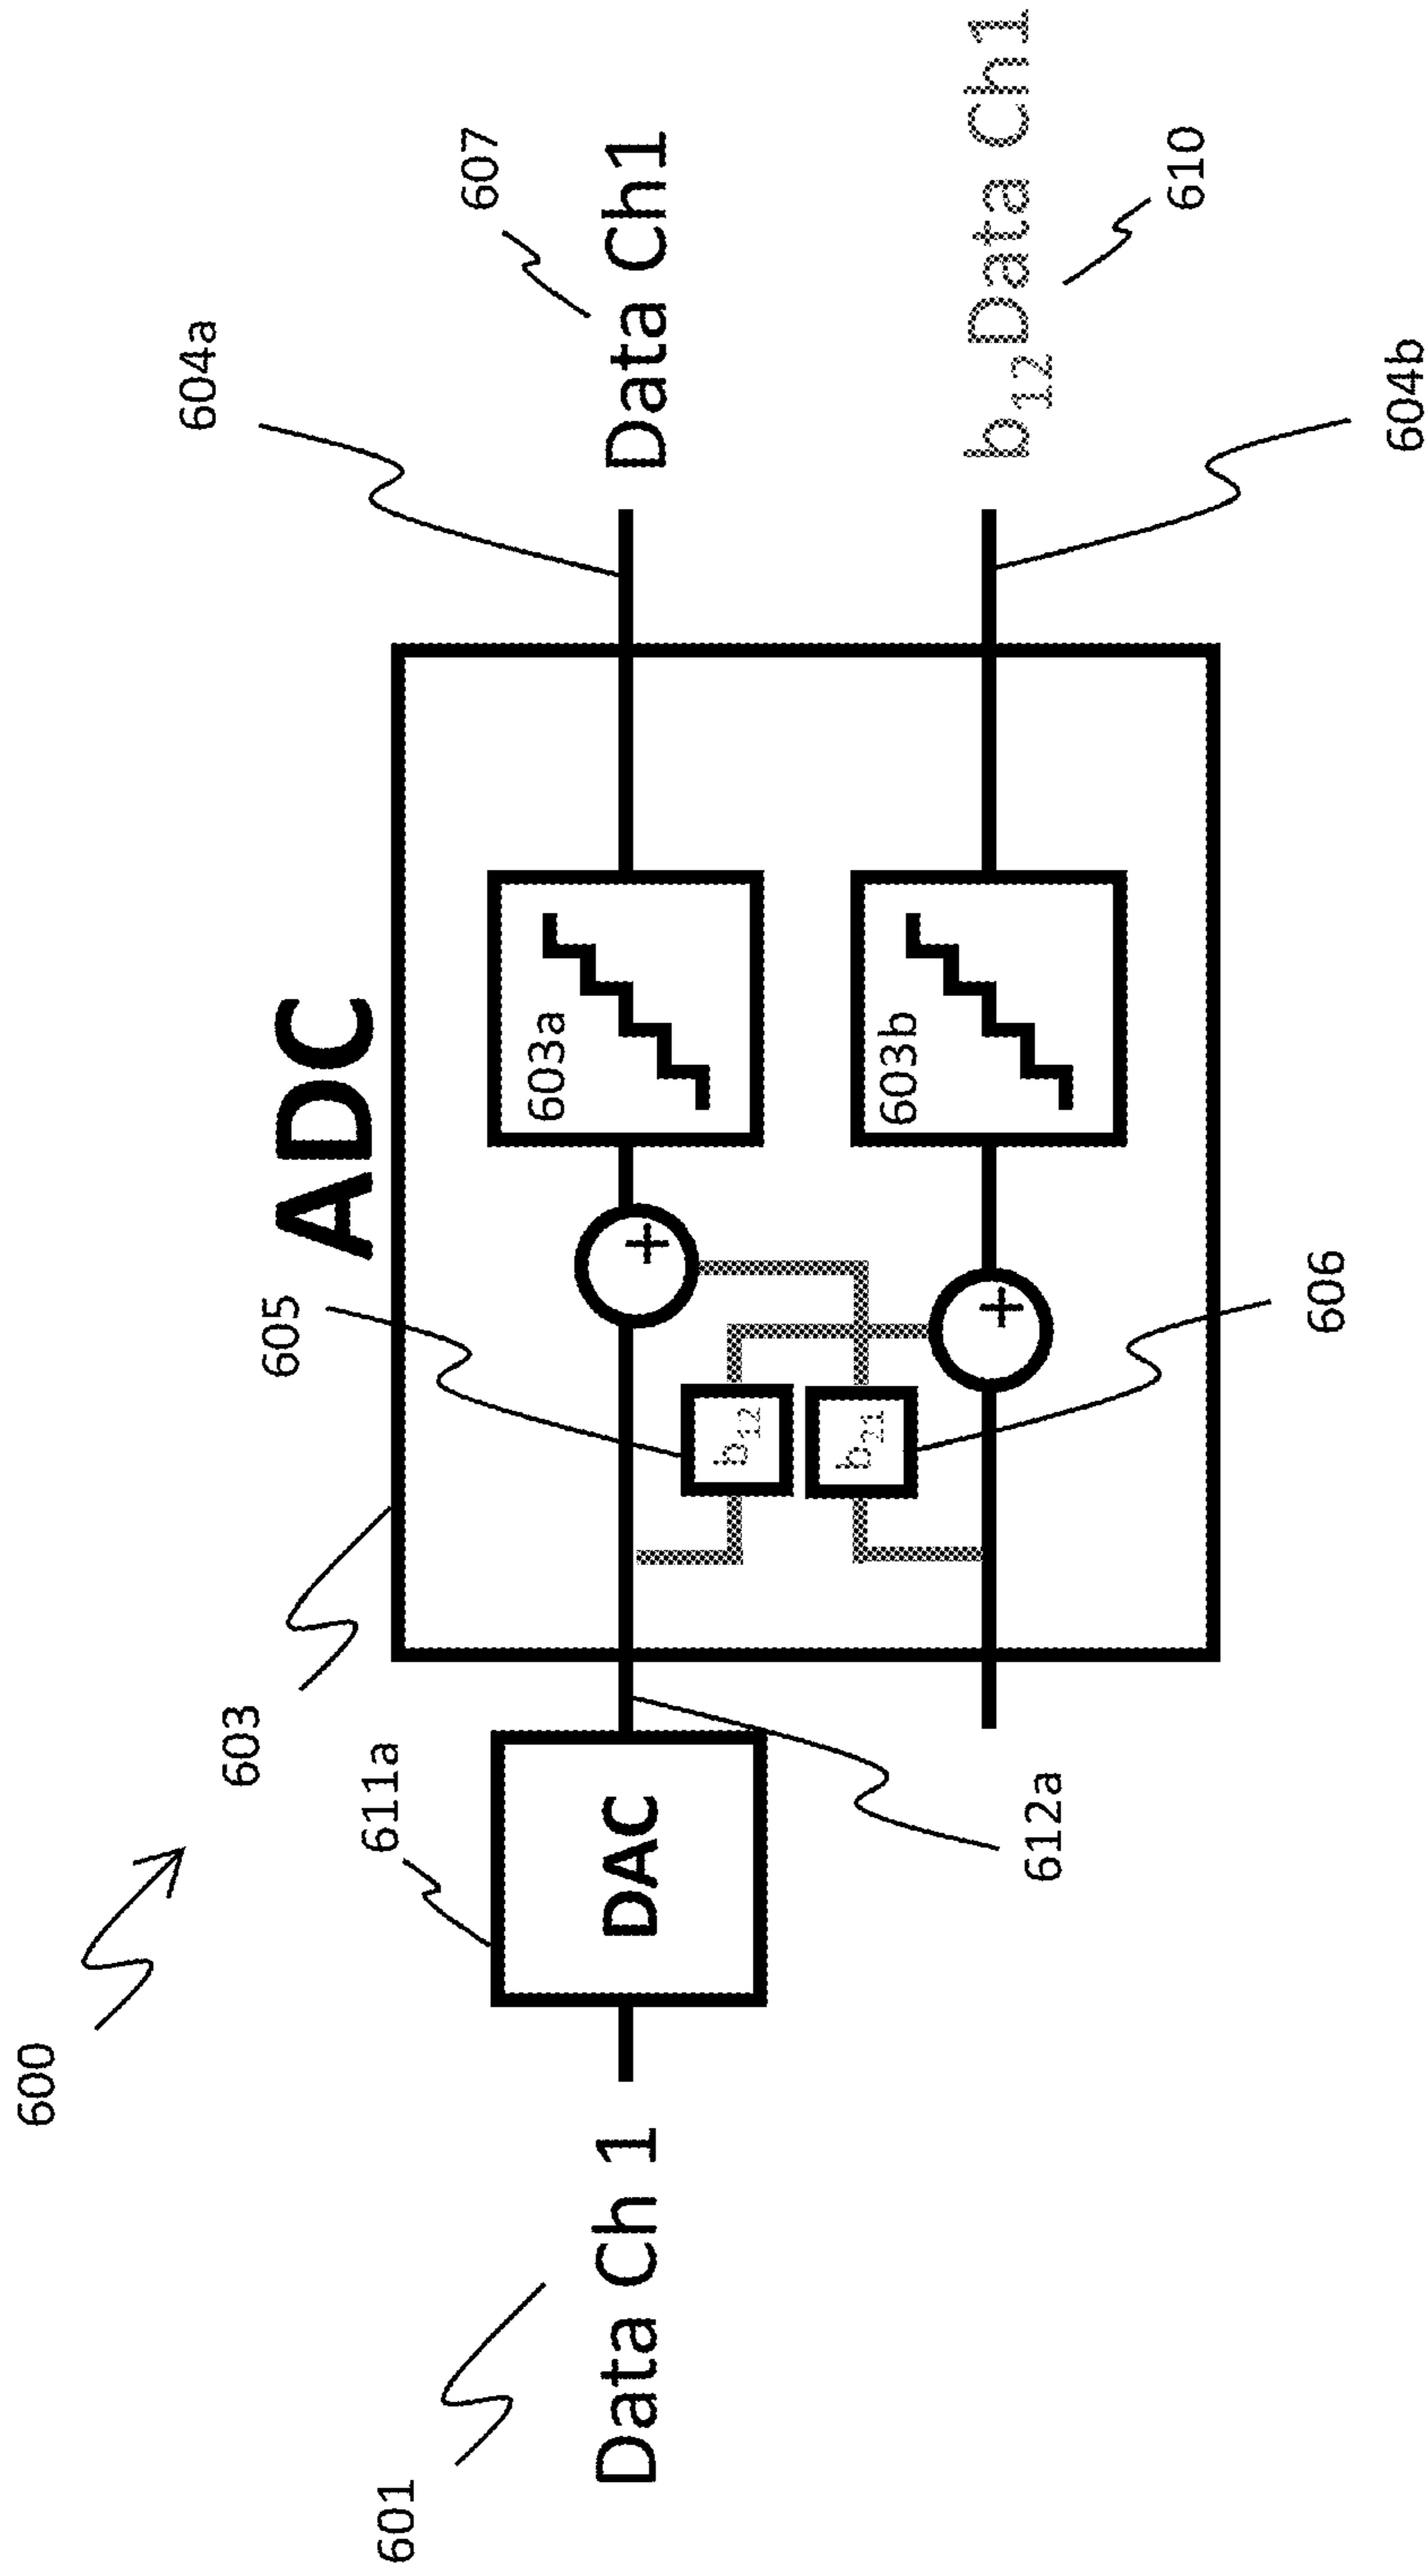 600
601
Data Ch 1
611a
DAC
612a
603
ADC
605
b12
b21
606
603a
603b
604a
604b
607
Data Ch1
b12Data Ch1
610